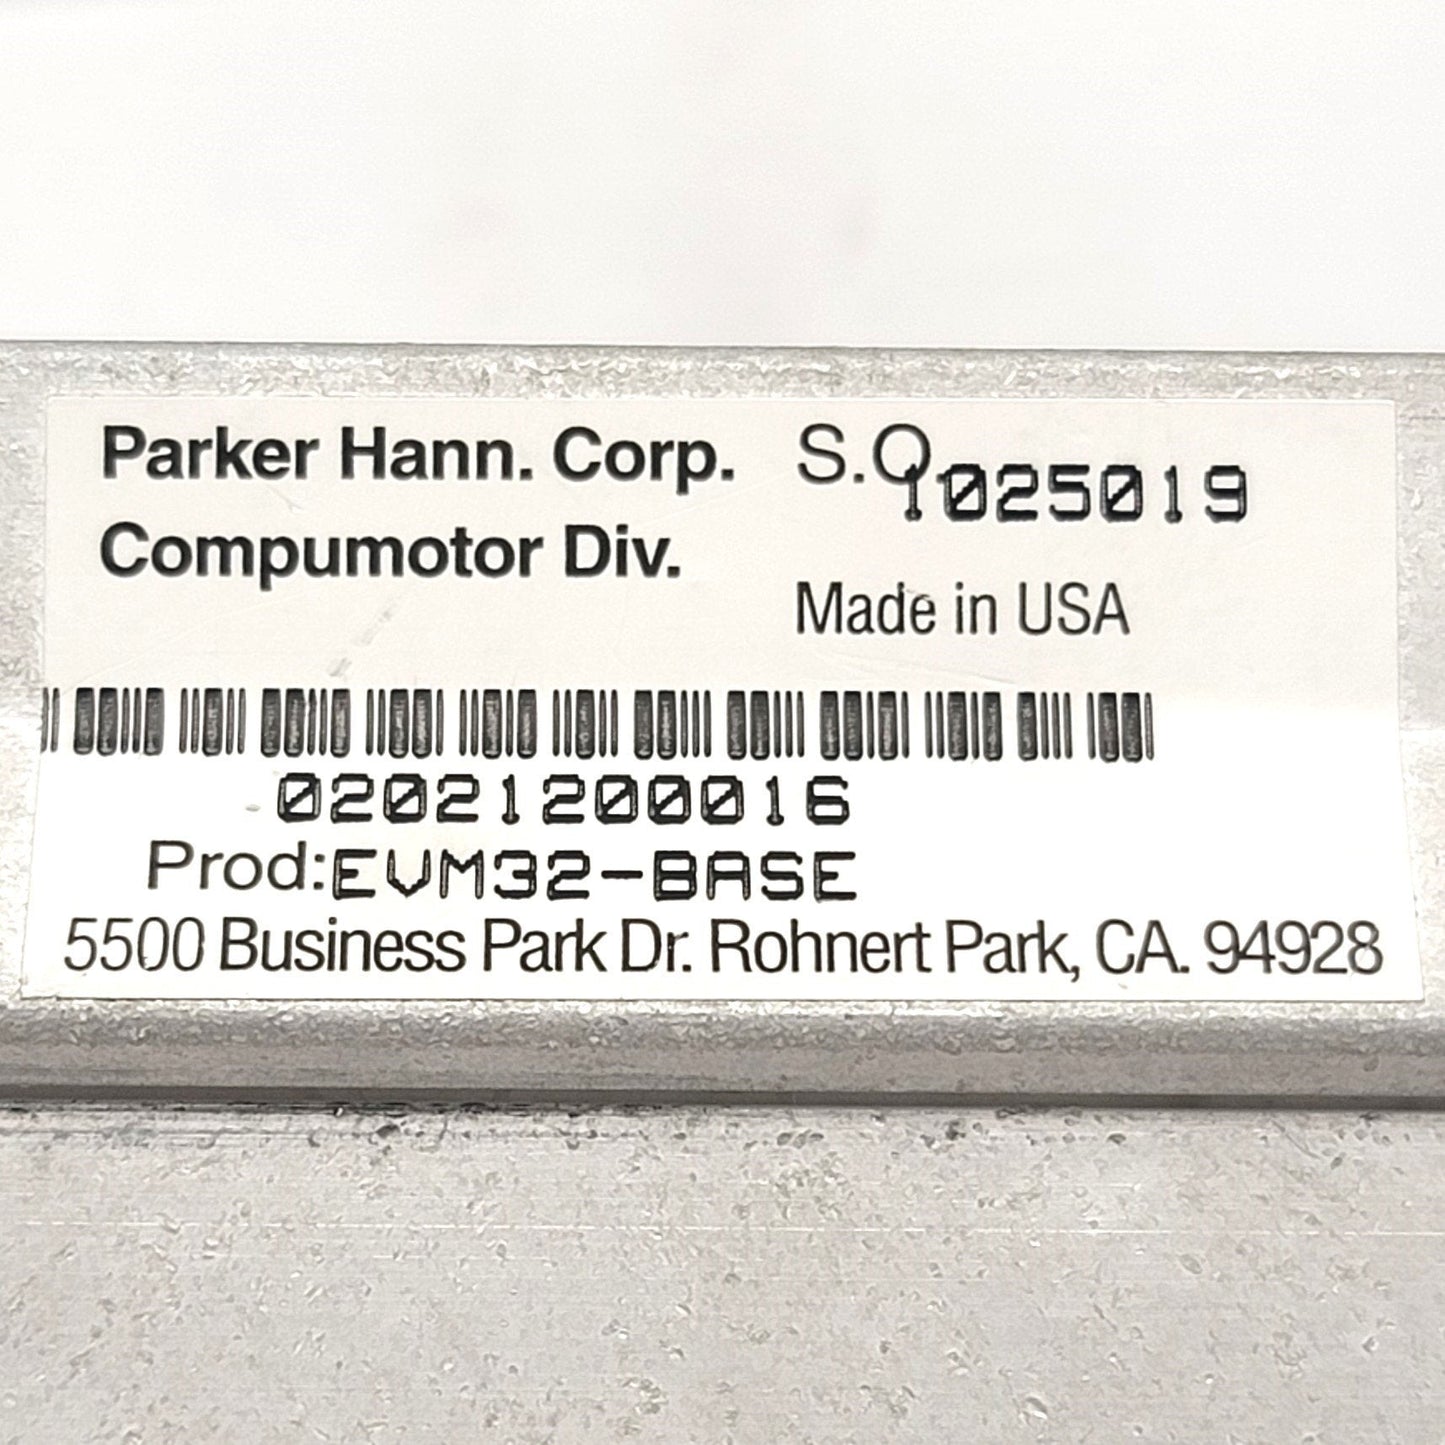 Parker Hann. Corp. S.O. 1025019
Compumotor Div.
Made in USA
02021200016
Prod: EVM32-BASE
5500 Business Park Dr. Rohnert Park, CA. 94928